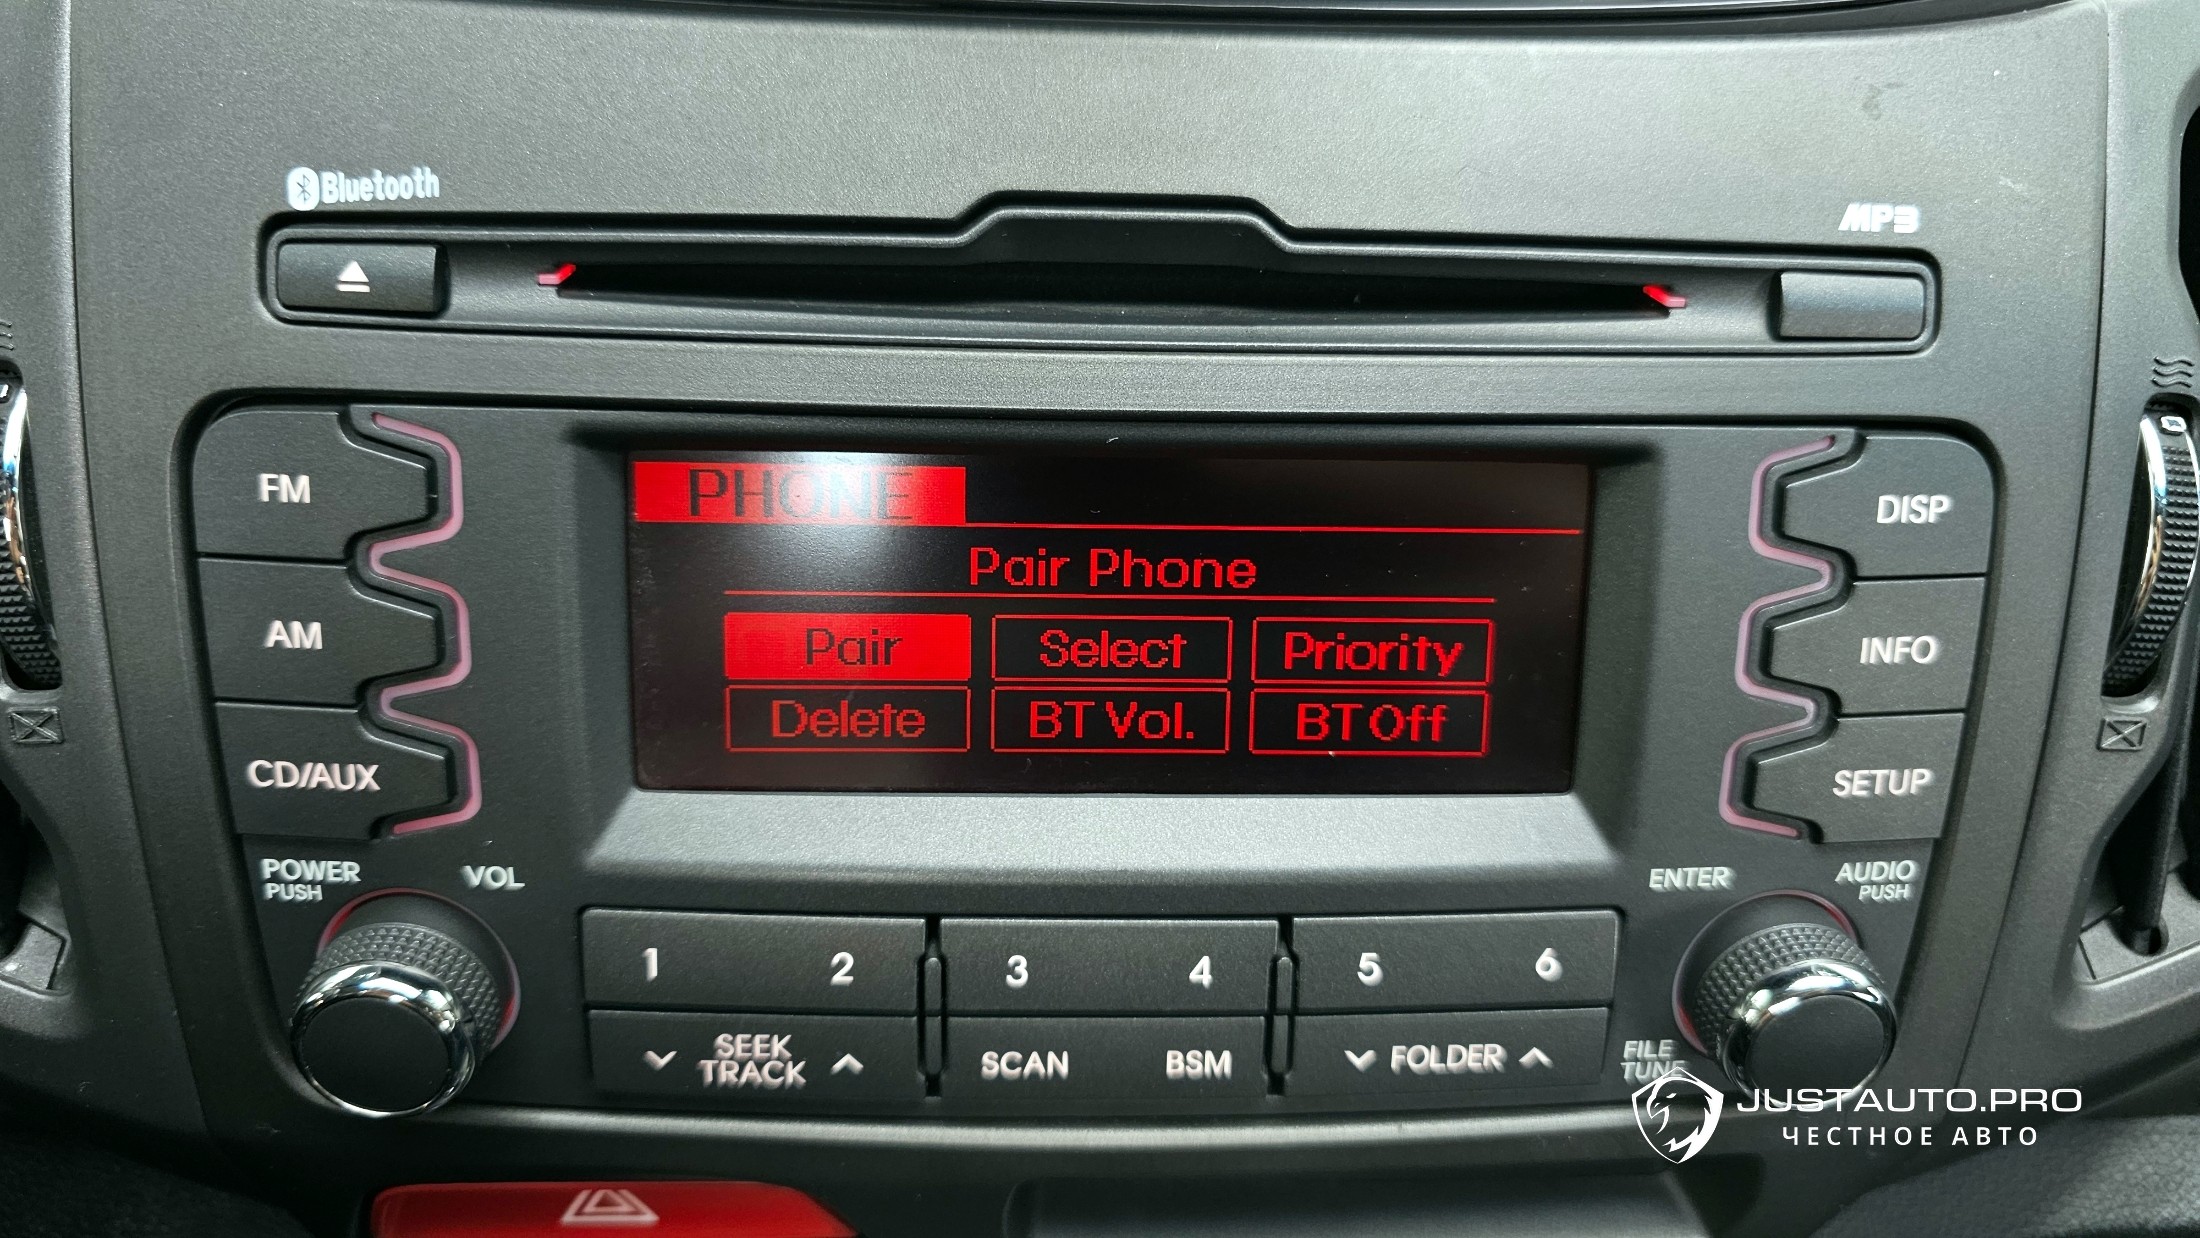 Bluetooth
MP3
FM
AM
CD/AUX
PHONE
Pair Phone
Pair Select Priority
Delete BT Vol. BT Off
DISP
INFO
SETUP
POWER
PUSH
VOL
ENTER
AUDIO
PUSH
1 2 3 4 5 6
SEEK
TRACK
SCAN
BSM
FOLDER
FILE
TUNE
JUSTAUTO.PRO
ЧЕСТНОЕ АВТО